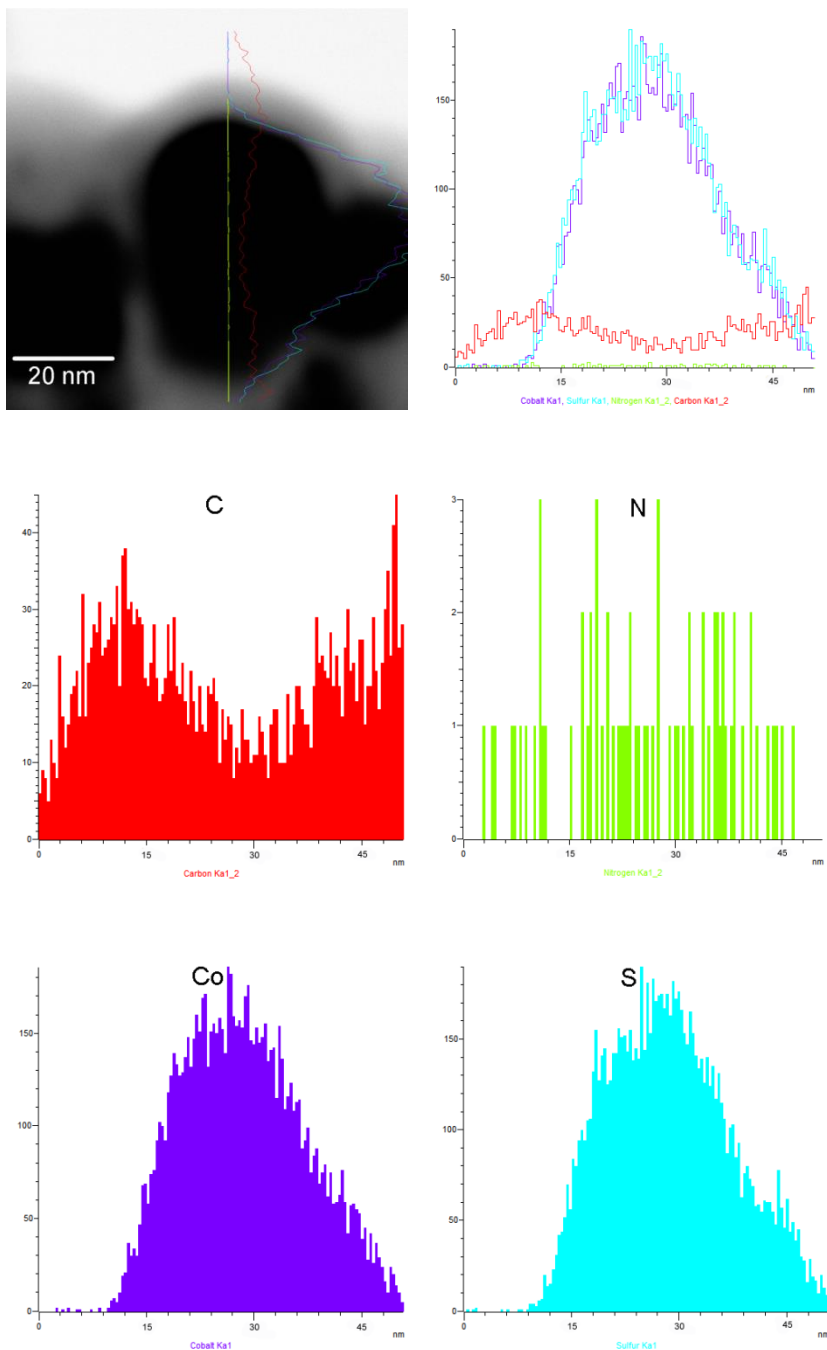 20 nm
150
100
50
0
0
15
30
45
nm
Cobalt Ka1, Sulfur Ka1, Nitrogen Ka1_2, Carbon Ka1_2
C
40
30
20
10
0
0
15
30
45
nm
Carbon Ka1_2
N
3
2
1
0
0
15
30
45
nm
Nitrogen Ka1_2
Co
150
100
50
0
0
15
30
45
nm
Cobalt Ka1
S
150
100
50
0
0
15
30
45
nm
Sulfur Ka1